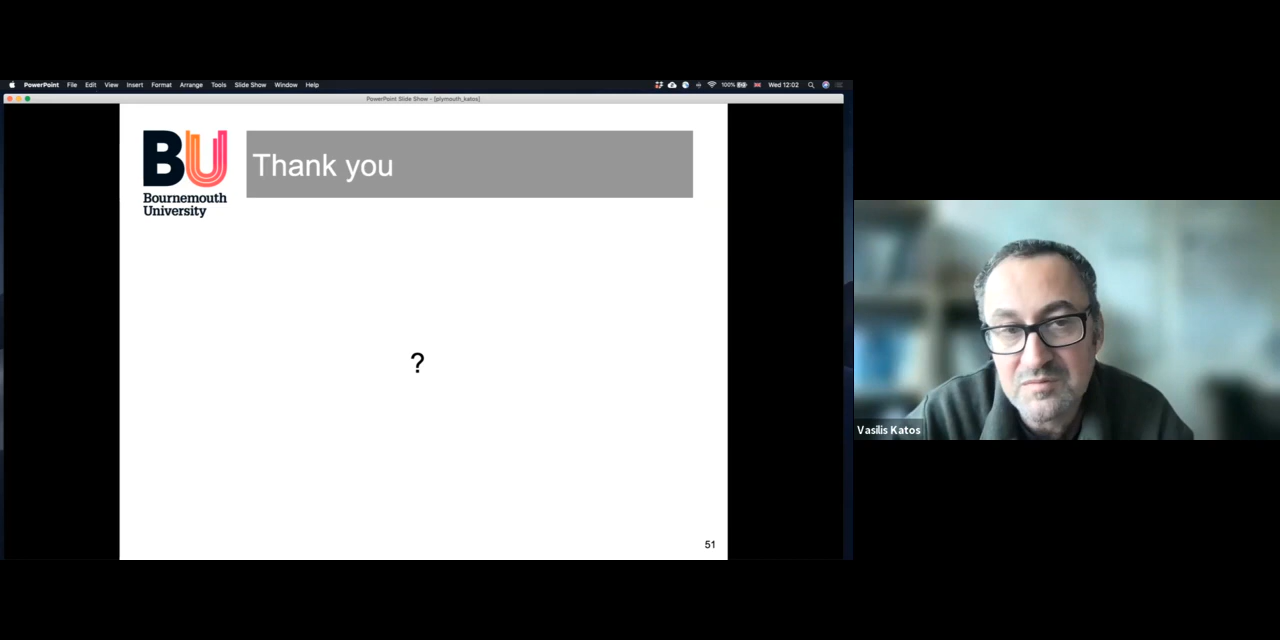 PowerPoint File Edit View Insert Format Arrange Tools Slide Show Window Help 100% Wed 12:02
PowerPoint Slide Show - [plymouth_katos]
BU
Bournemouth
University
Thank you
?
51
Vasilis Katos